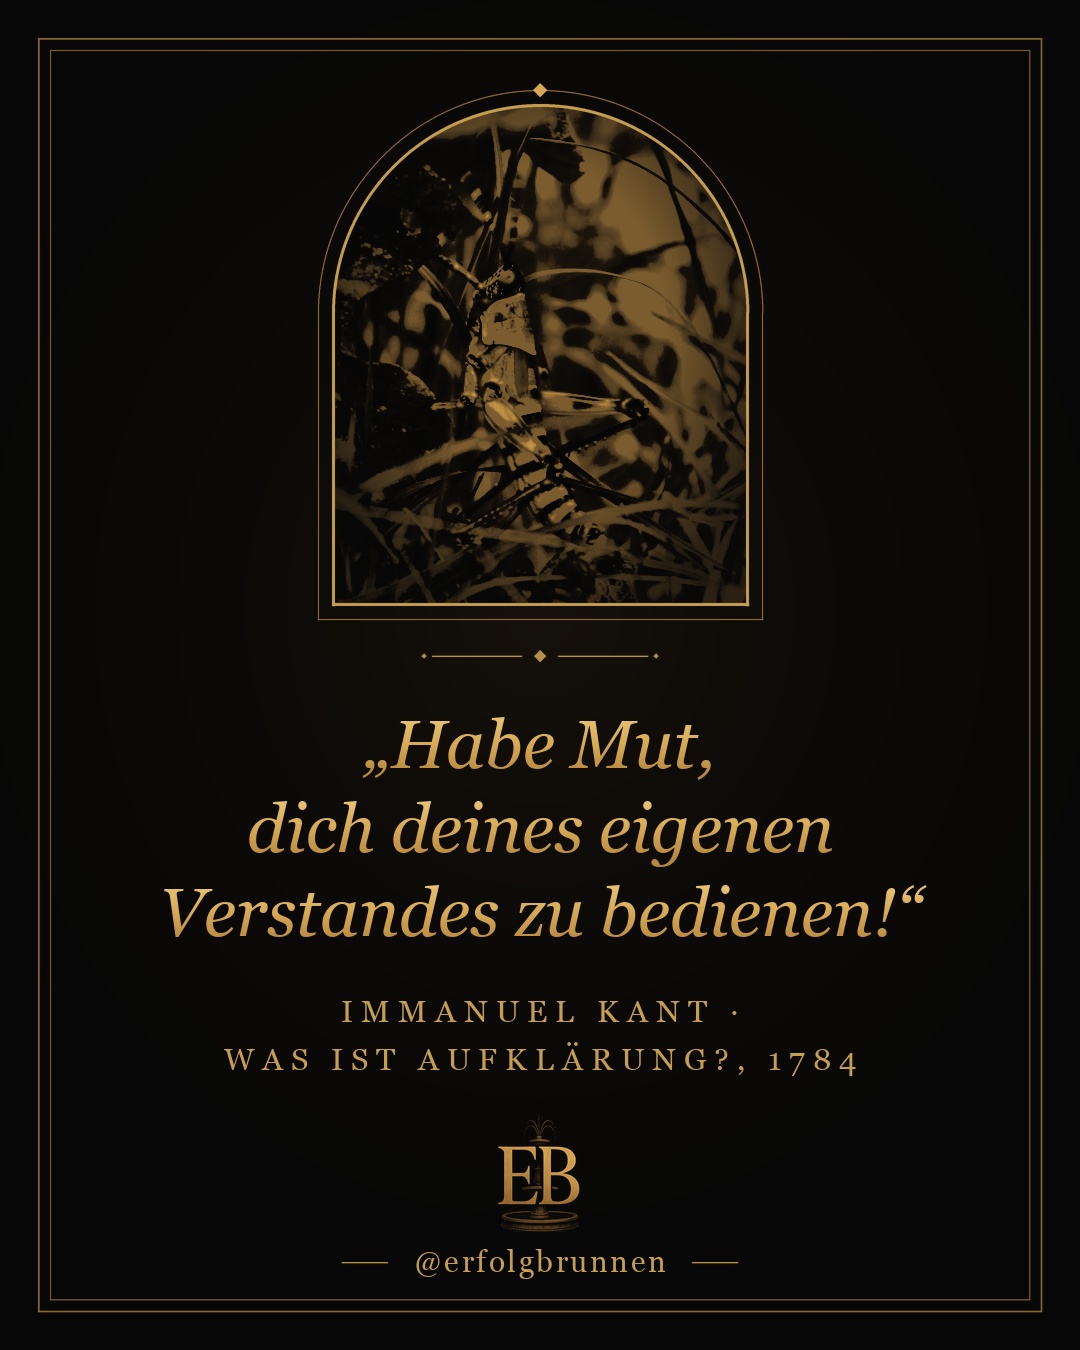 „Habe Mut,
dich deines eigenen
Verstandes zu bedienen!“
IMMANUEL KANT ·
WAS IST AUFKLÄRUNG?, 1784
EB
@erfolgbrunnen